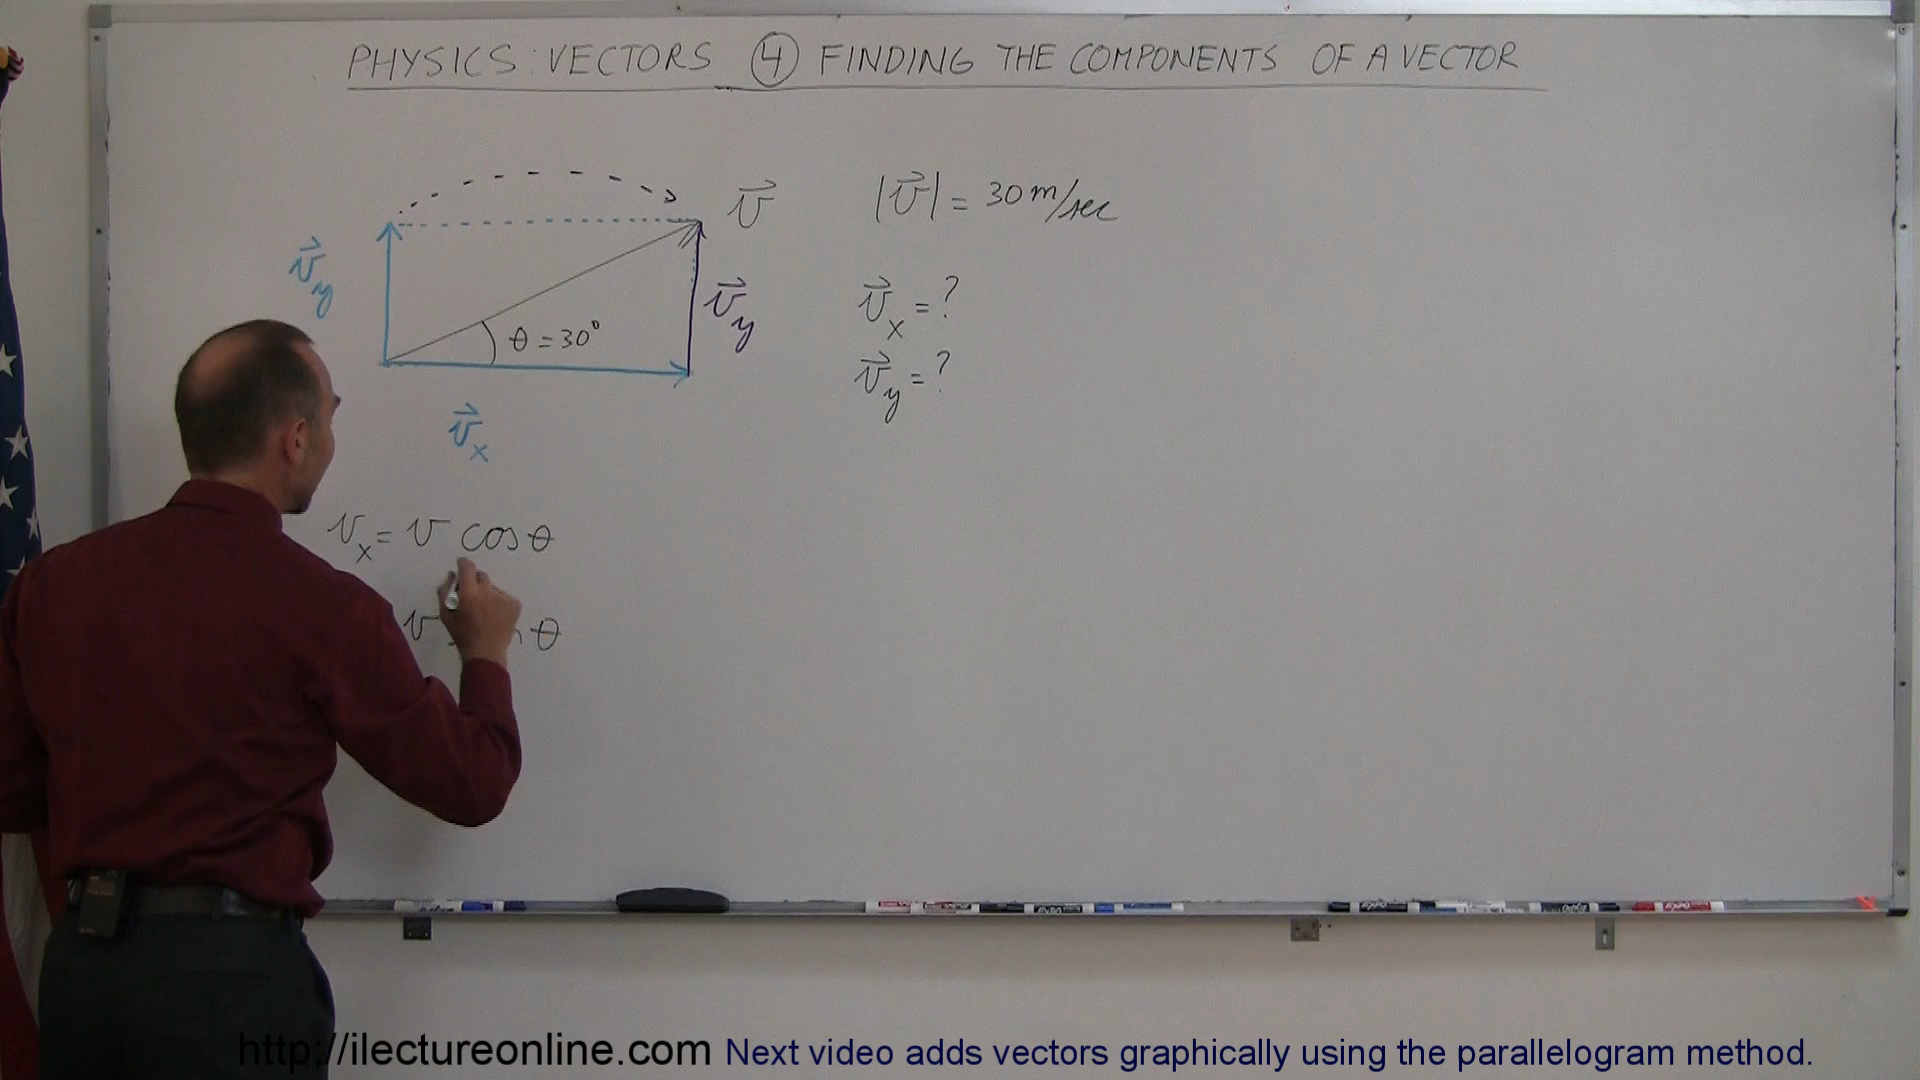 PHYSICS: VECTORS ④ FINDING THE COMPONENTS OF A VECTOR
v⃗
|v⃗| = 30 m/sec
v⃗y
v⃗y
v⃗x = ?
θ = 30°
v⃗y = ?
v⃗x
vx = v cos θ
v θ
http://ilectureonline.com Next video adds vectors graphically using the parallelogram method.